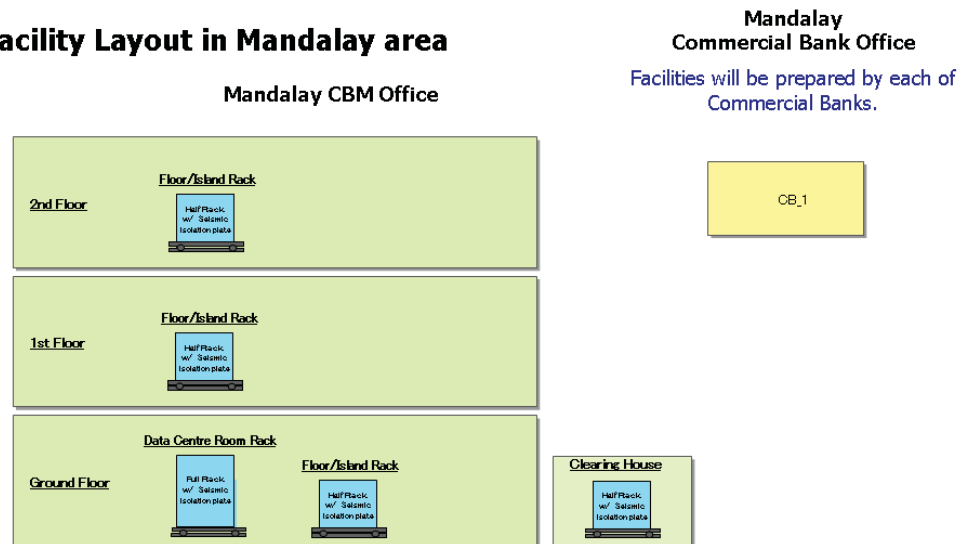 acility Layout in Mandalay area
Mandalay
Commercial Bank Office
Facilities will be prepared by each of
Commercial Banks.
Mandalay CBM Office
CB_1
2nd Floor
Floor/Island Rack
Half Rack
w/ Seismic
Isolation plate
1st Floor
Floor/Island Rack
Half Rack
w/ Seismic
Isolation plate
Ground Floor
Data Centre Room Rack
Full Rack
w/ Seismic
Isolation plate
Floor/Island Rack
Half Rack
w/ Seismic
Isolation plate
Clearing House
Half Rack
w/ Seismic
Isolation plate